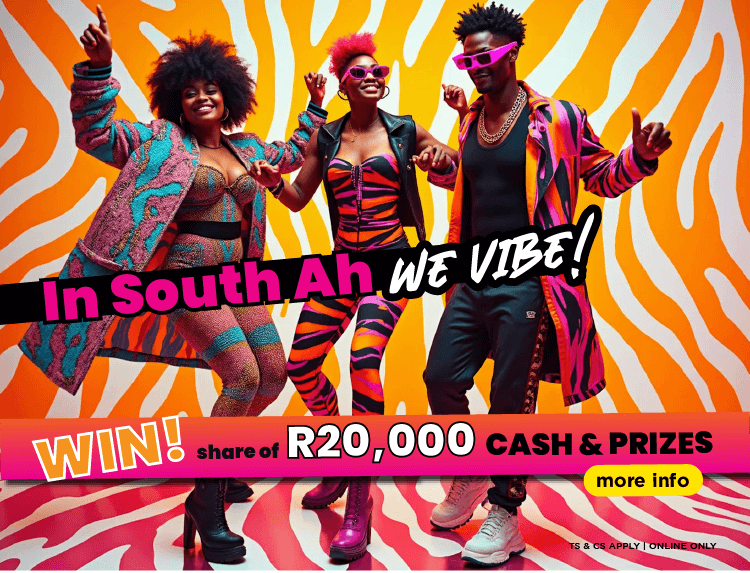 In South Ah WE VIBE!
WIN! share of R20,000 CASH & PRIZES
more info
TS & CS APPLY | ONLINE ONLY